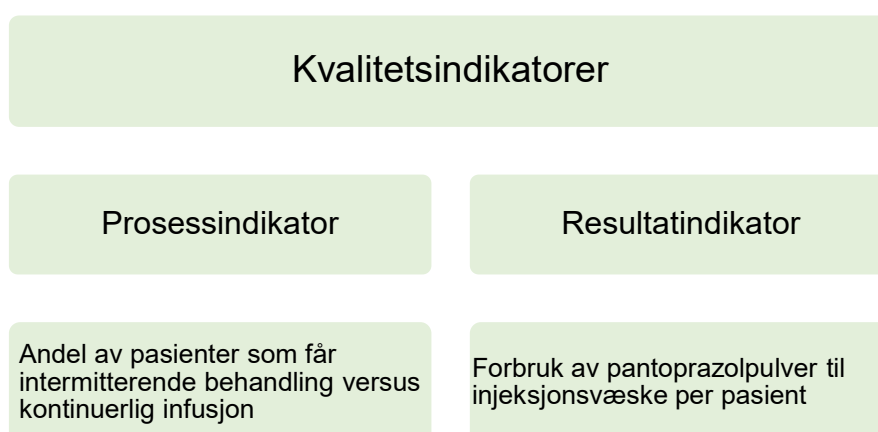 Kvalitetsindikatorer
Prosessindikator
Resultatindikator
Andel av pasienter som får
intermitterende behandling versus
kontinuerlig infusjon
Forbruk av pantoprazolpulver til
injeksjonsvæske per pasient